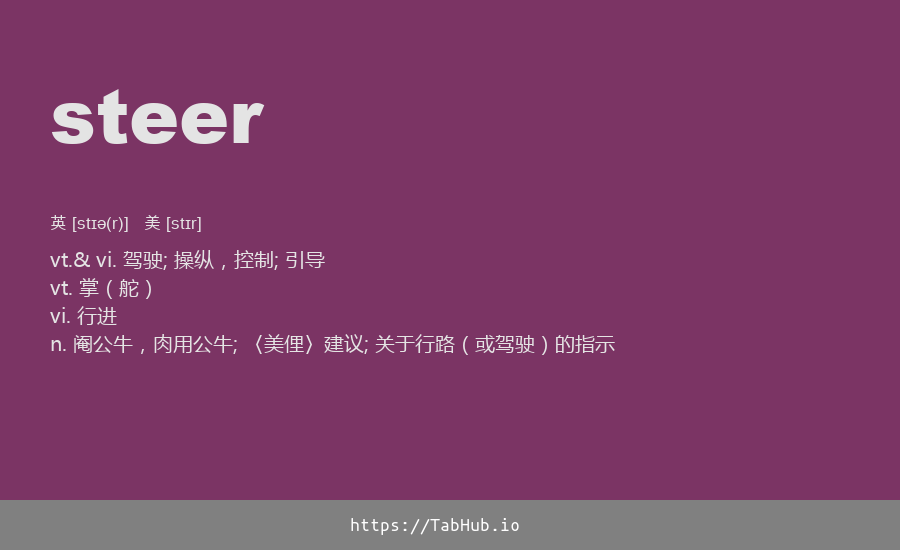 steer
英 [stɪə(r)] 美 [stɪr]
vt.& vi. 驾驶; 操纵，控制; 引导
vt. 掌（舵）
vi. 行进
n. 阉公牛，肉用公牛; 〈美俚〉建议; 关于行路（或驾驶）的指示
https://TabHub.io